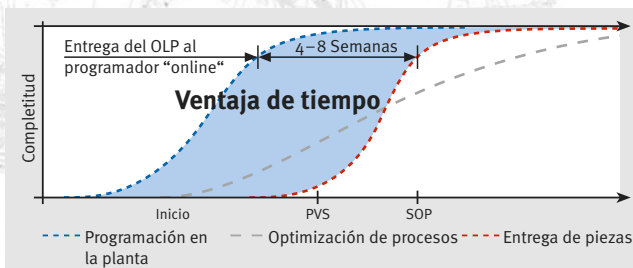 Entrega del OLP al
programador “online“
4–8 Semanas
Ventaja de tiempo
Completitud
Inicio
PVS
SOP
Programación en
la planta
Optimización de procesos
Entrega de piezas